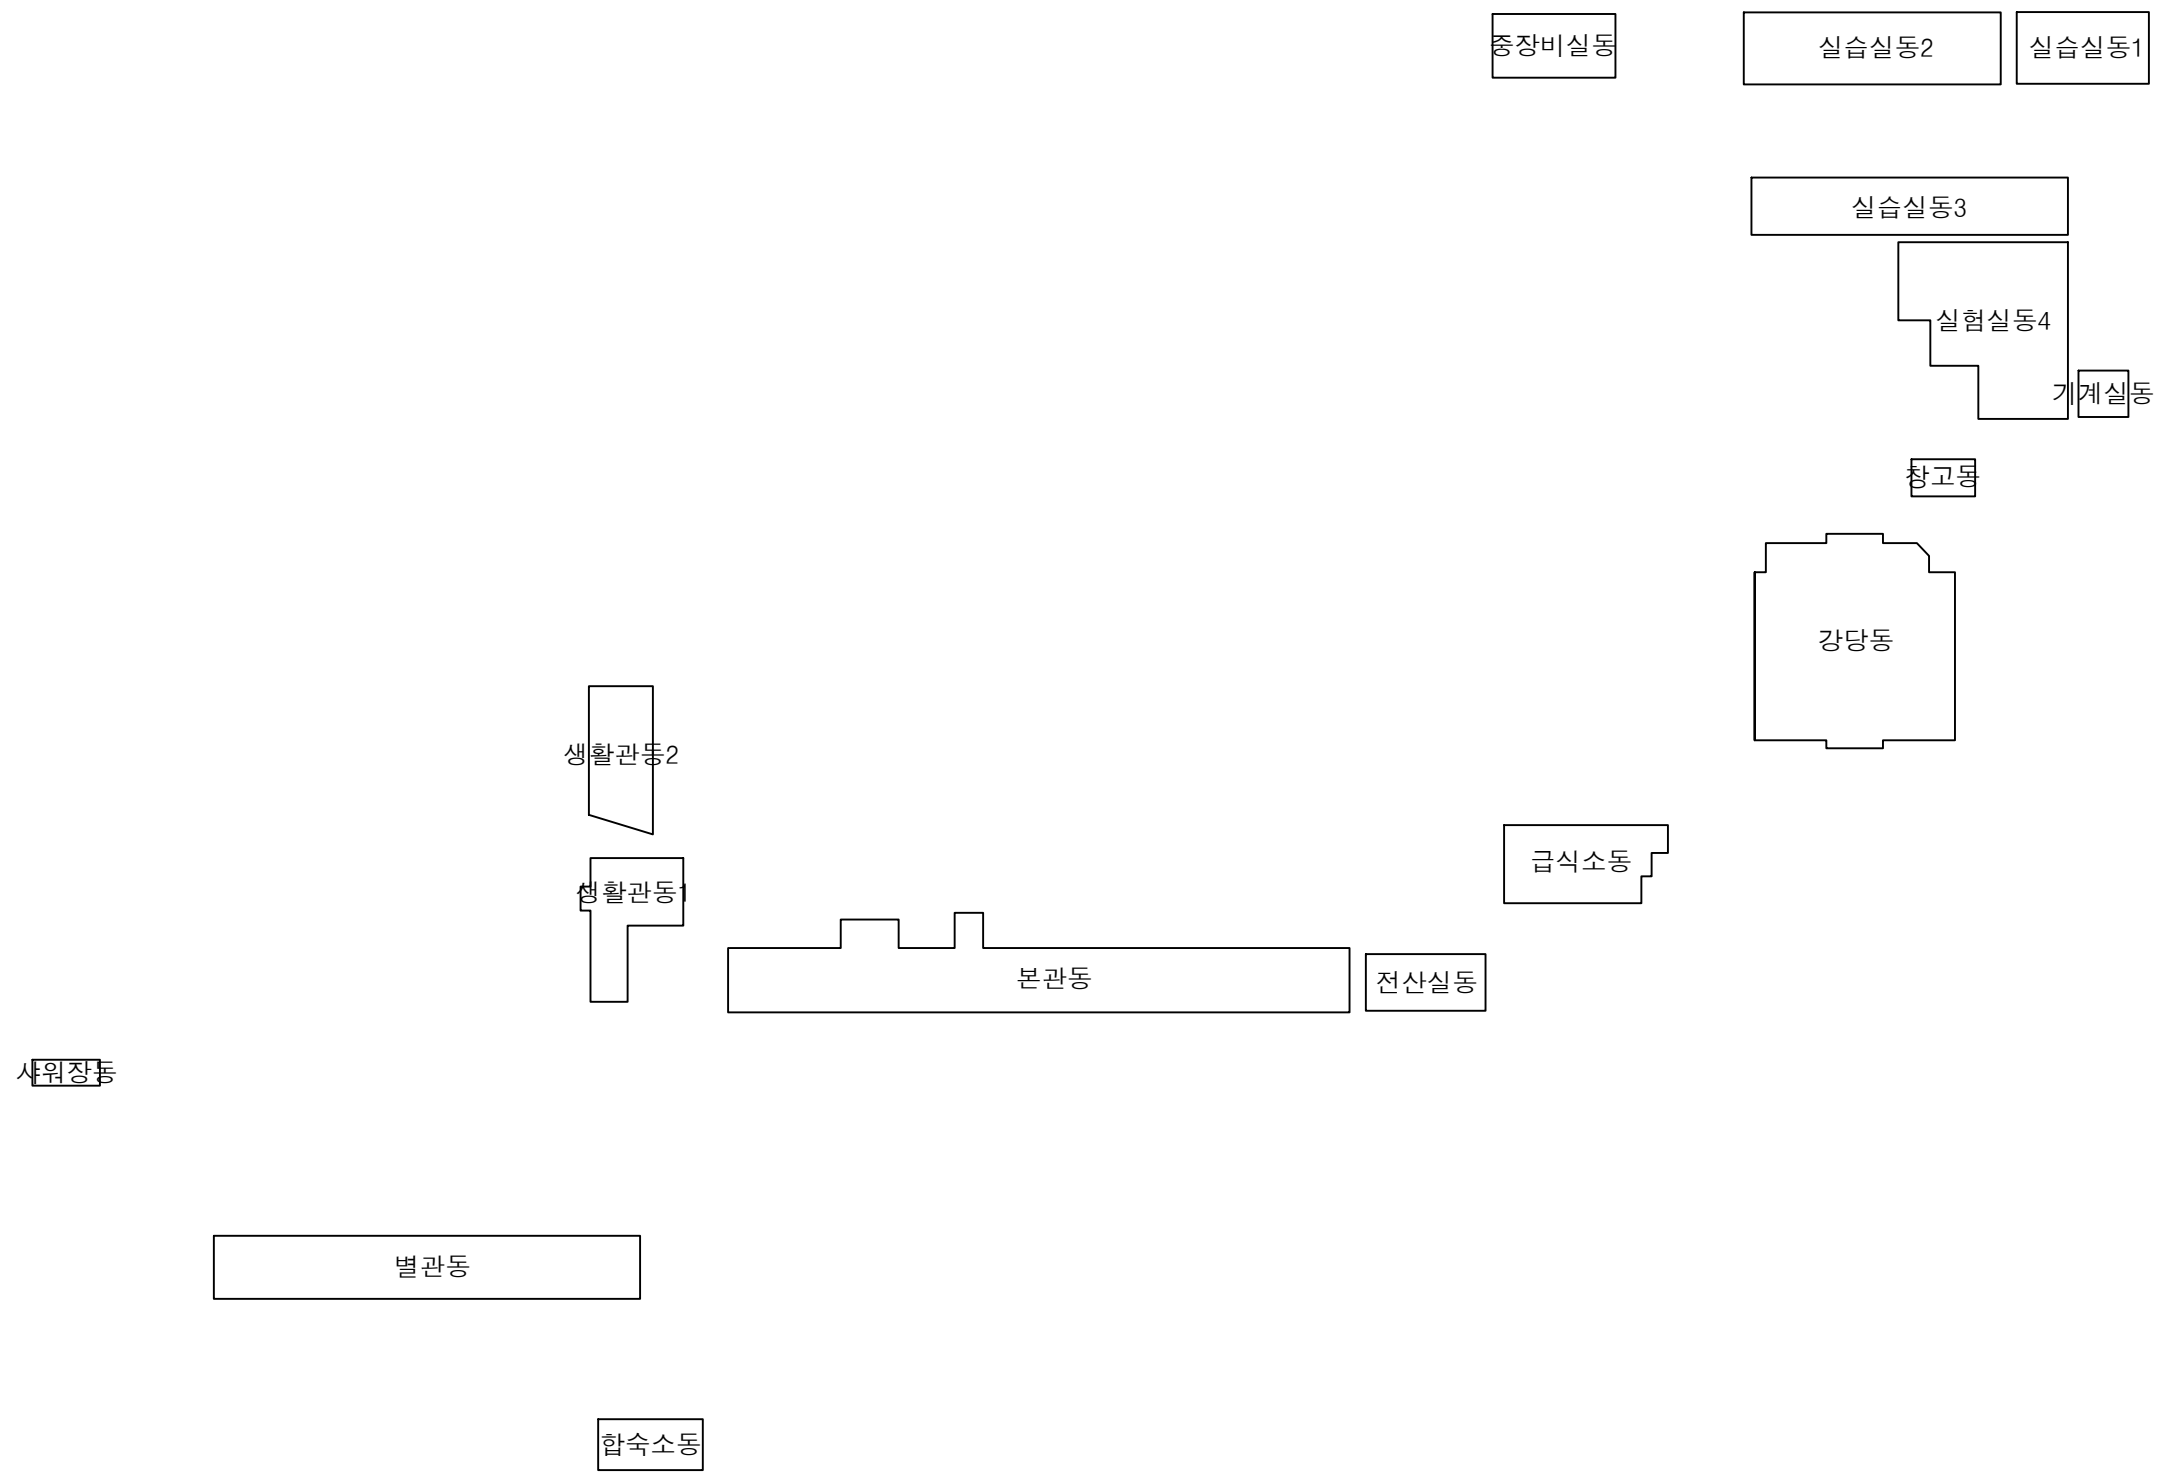 중장비실동
실습실동2
실습실동1
실습실동3
실험실동4
기계실동
창고동
강당동
생활관동2
급식소동
생활관동1
본관동
전산실동
샤워장동
별관동
합숙소동